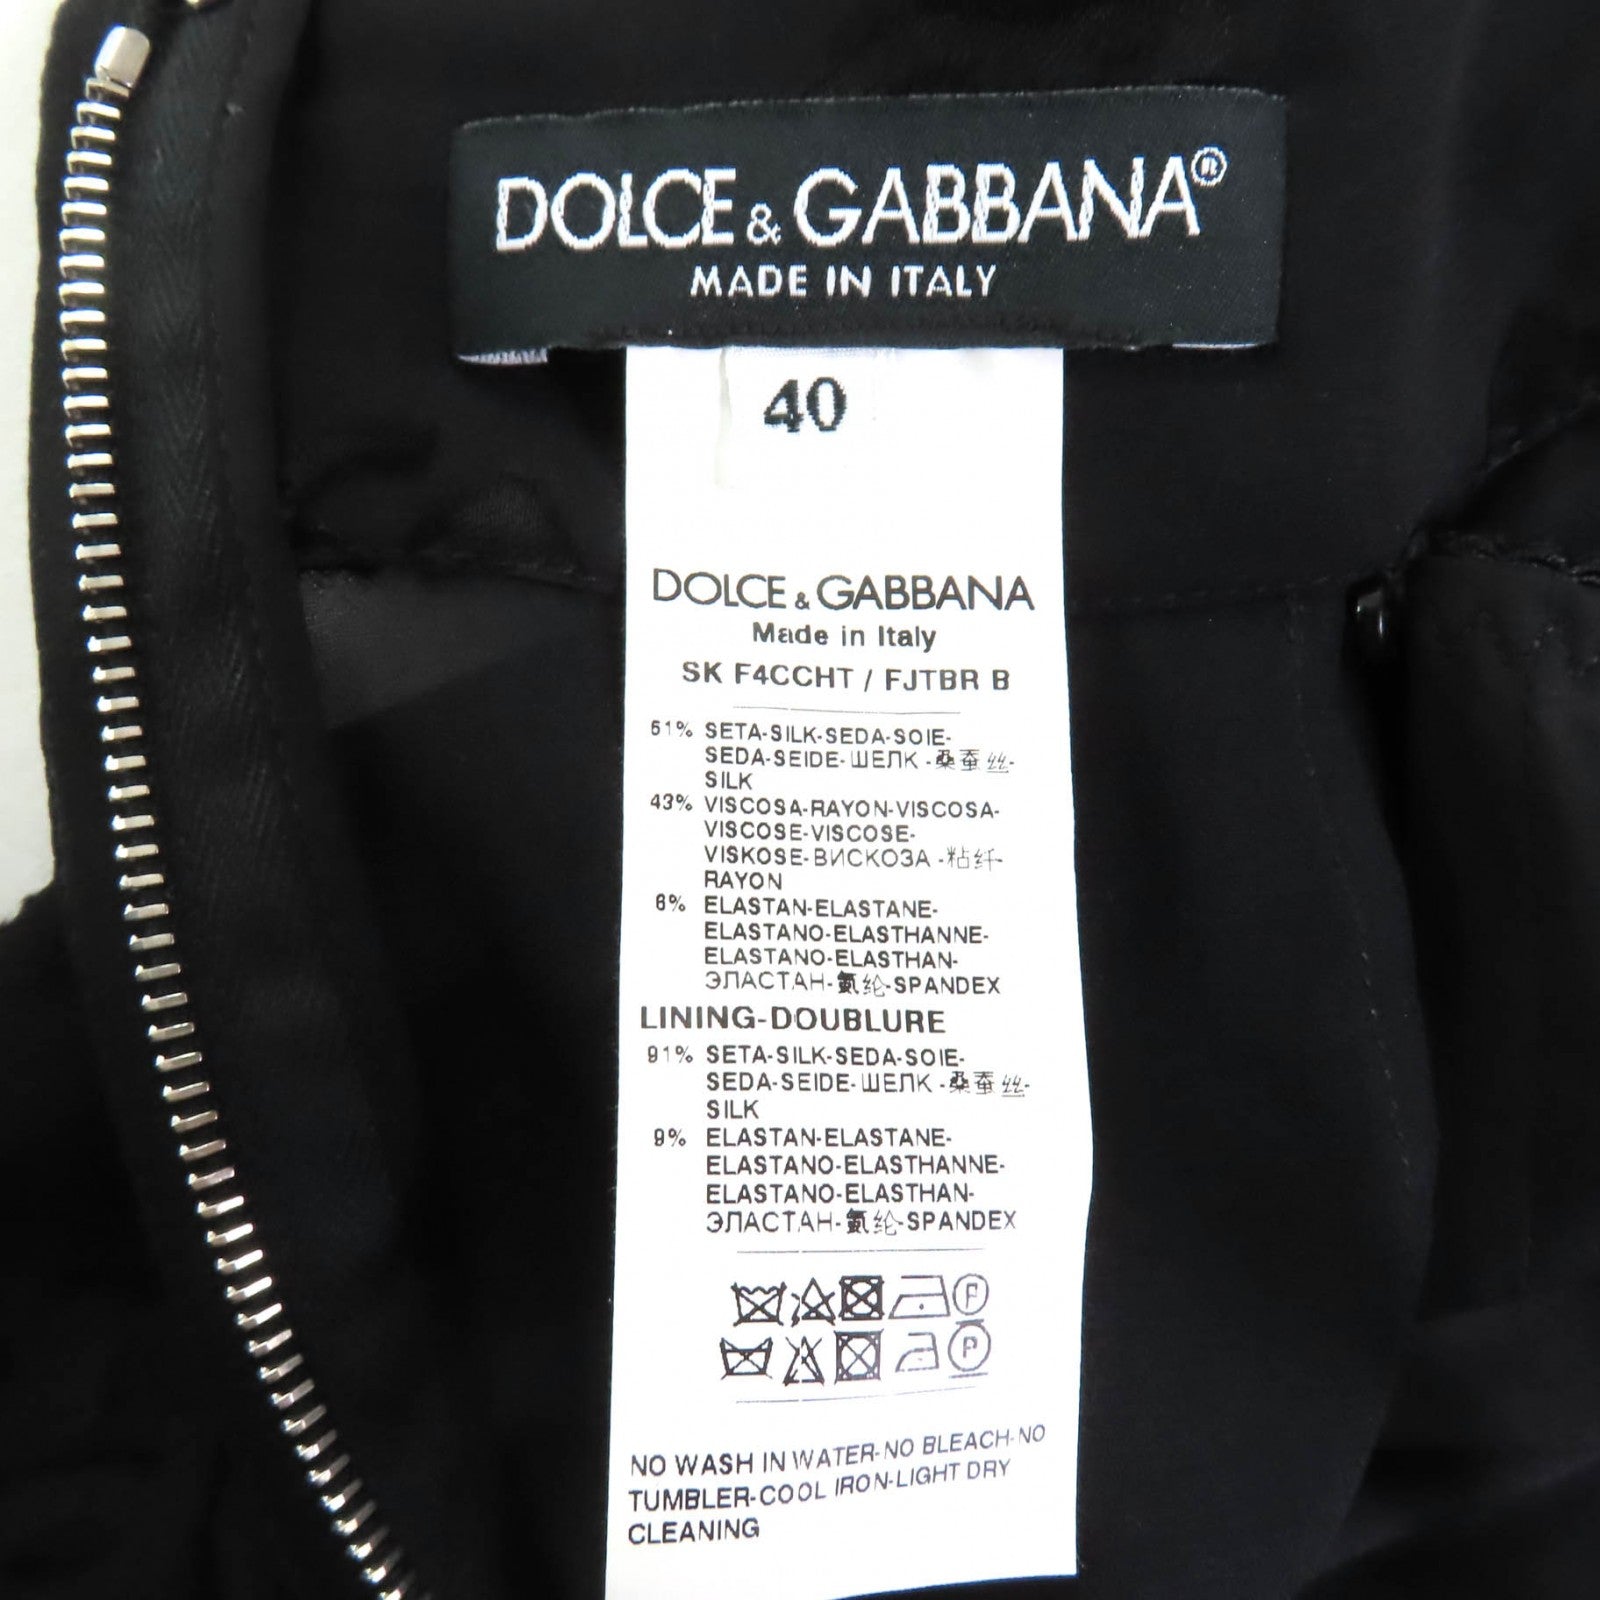 DOLCE & GABBANA®
MADE IN ITALY
40
DOLCE & GABBANA
Made in Italy
SK F4CCHT / FJTBR B
51% SETA-SILK-SEDA-SOIE-
SEDA-SEIDE-ШЕЛК-桑蚕丝-
SILK
43% VISCOSA-RAYON-VISCOSA-
VISCOSE-VISCOSE-
VISKOSE-ВИСКОЗА-粘纤-
RAYON
6% ELASTAN-ELASTANE-
ELASTANO-ELASTHANNE-
ELASTANO-ELASTHAN-
ЭЛАСТАН-氨纶-SPANDEX
LINING-DOUBLURE
91% SETA-SILK-SEDA-SOIE-
SEDA-SEIDE-ШЕЛК-桑蚕丝-
SILK
9% ELASTAN-ELASTANE-
ELASTANO-ELASTHANNE-
ELASTANO-ELASTHAN-
ЭЛАСТАН-氨纶-SPANDEX
P
P
NO WASH IN WATER-NO BLEACH-NO
TUMBLER-COOL IRON-LIGHT DRY
CLEANING